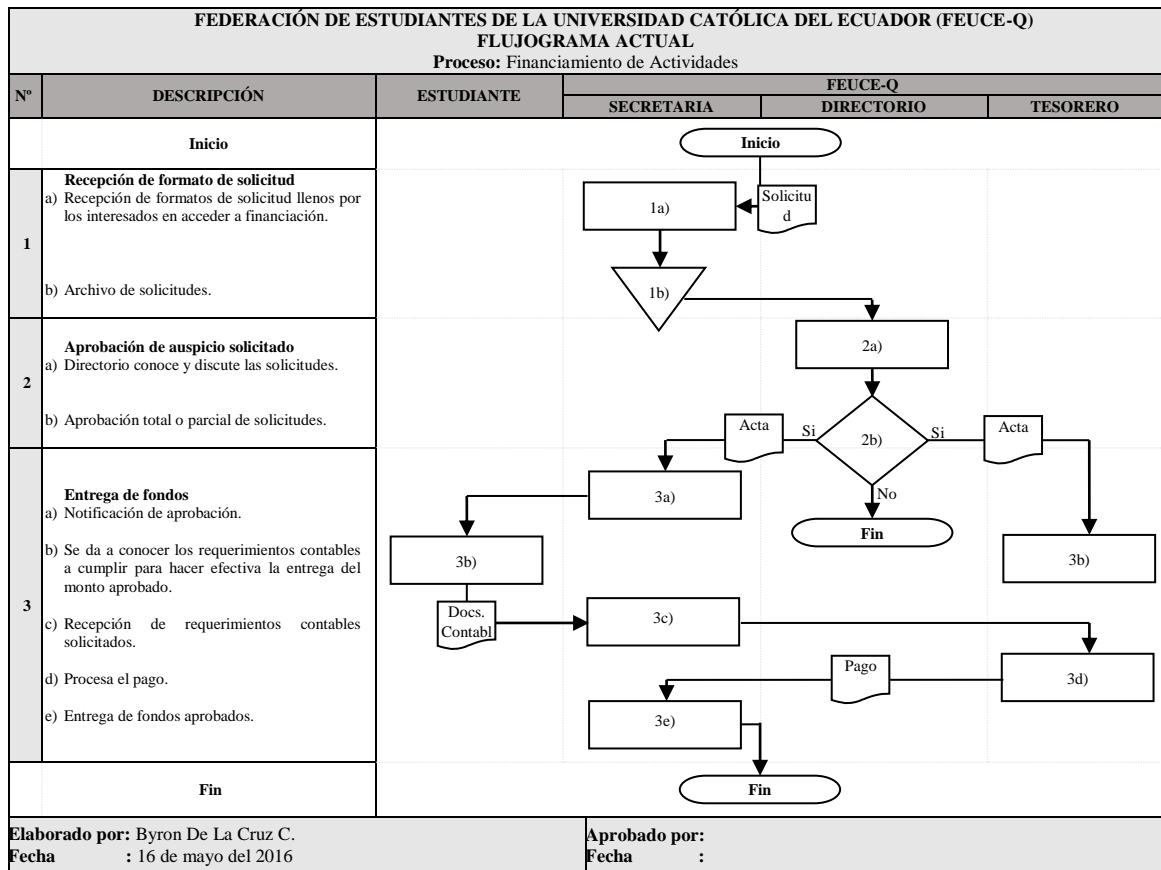 FEDERACIÓN DE ESTUDIANTES DE LA UNIVERSIDAD CATÓLICA DEL ECUADOR (FEUCE-Q)
FLUJOGRAMA ACTUAL
Proceso: Financiamiento de Actividades
Nº
DESCRIPCIÓN
ESTUDIANTE
FEUCE-Q
SECRETARIA
DIRECTORIO
TESORERO
Inicio
Inicio
1
Recepción de formato de solicitud
a) Recepción de formatos de solicitud llenos por
los interesados en acceder a financiación.
b) Archivo de solicitudes.
1a)
Solicitu
d
1b)
2
Aprobación de auspicio solicitado
a) Directorio conoce y discute las solicitudes.
b) Aprobación total o parcial de solicitudes.
2a)
Acta
Si
2b)
Si
Acta
No
Fin
3
Entrega de fondos
a) Notificación de aprobación.
b) Se da a conocer los requerimientos contables
a cumplir para hacer efectiva la entrega del
monto aprobado.
c) Recepción de requerimientos contables
solicitados.
d) Procesa el pago.
e) Entrega de fondos aprobados.
3a)
3b)
3b)
Docs.
Contabl
3c)
Pago
3d)
3e)
Fin
Fin
Elaborado por: Byron De La Cruz C.
Fecha : 16 de mayo del 2016
Aprobado por:
Fecha :